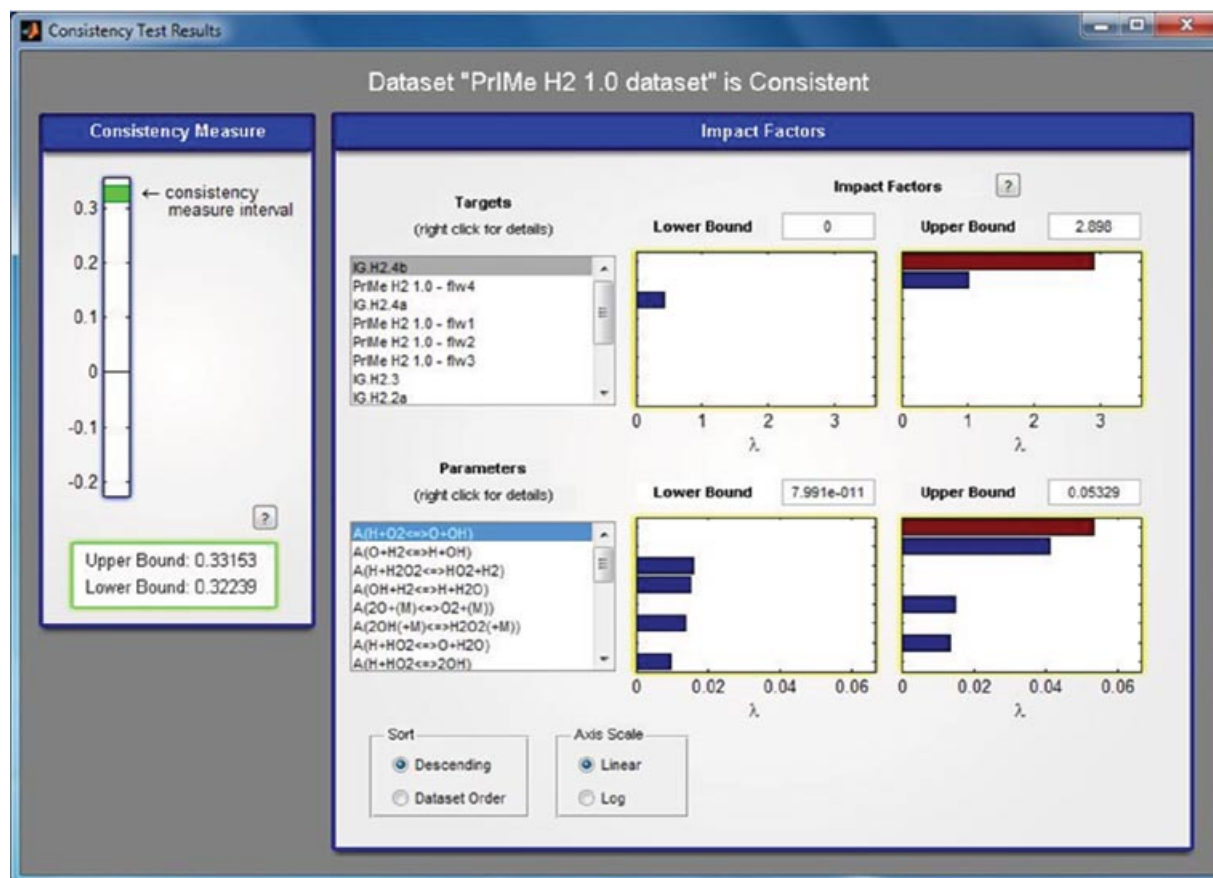 Consistency Test Results
Dataset "PrIMe H2 1.0 dataset" is Consistent
Consistency Measure
0.3
0.2
0.1
0
-0.1
-0.2
← consistency
measure interval
?
Upper Bound: 0.33153
Lower Bound: 0.32239
Impact Factors
Targets
(right click for details)
Impact Factors
?
Lower Bound
0
Upper Bound
2.898
IG.H2.4b
PrIMe H2 1.0 - flw4
IG.H2.4a
PrIMe H2 1.0 - flw1
PrIMe H2 1.0 - flw2
PrIMe H2 1.0 - flw3
IG.H2.3
IG.H2.2a
0 1 2 3
λ
0 1 2 3
λ
Parameters
(right click for details)
Lower Bound
7.991e-011
Upper Bound
0.05329
A(H+O2<=>O+OH)
A(O+H2<=>H+OH)
A(H+H2O2<=>HO2+H2)
A(OH+H2<=>H+H2O)
A(2O+(M)<=>O2+(M))
A(2OH(+M)<=>H2O2(+M))
A(H+HO2<=>O+H2O)
A(H+HO2<=>2OH)
0 0.02 0.04 0.06
λ
0 0.02 0.04 0.06
λ
Sort
Descending
Dataset Order
Axis Scale
Linear
Log